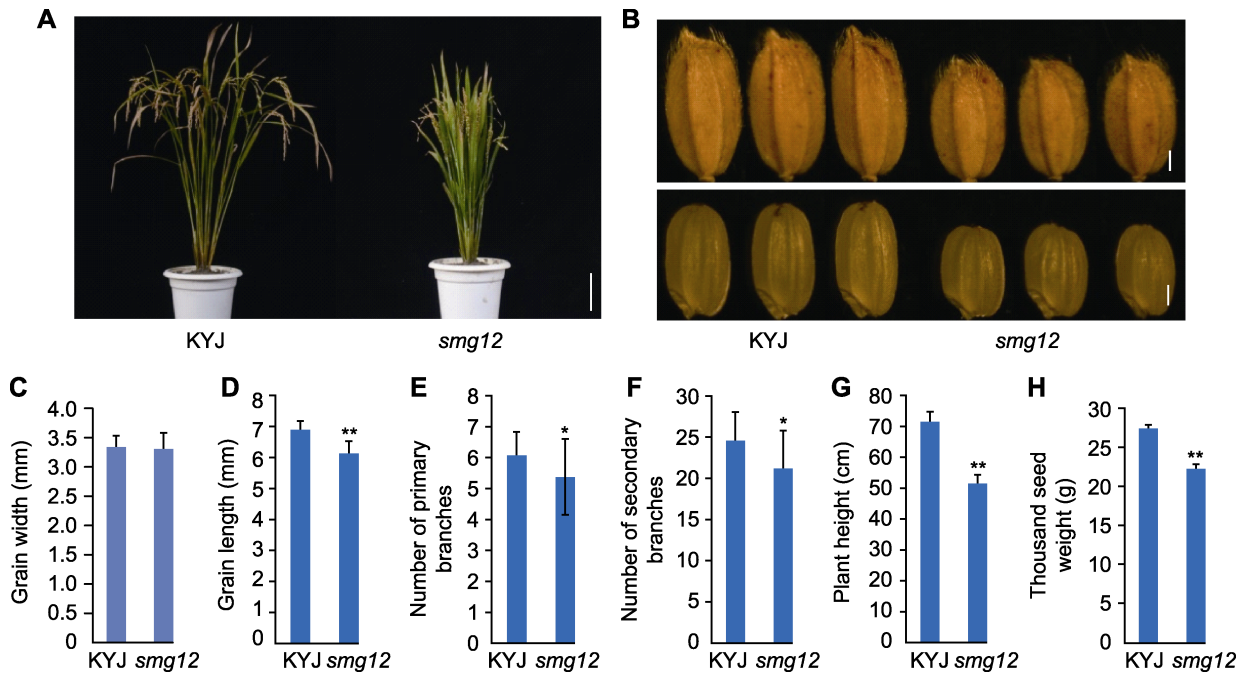 A
B
KYJ
smg12
KYJ
smg12
C
D
E
F
G
H
Grain width (mm)
4.0
3.5
3.0
2.5
2.0
1.5
1.0
0.5
0
KYJ smg12
Grain length (mm)
8
7
6
5
4
3
2
1
0
**
KYJ smg12
Number of primary
branches
8
7
6
5
4
3
2
1
0
*
KYJ smg12
Number of secondary
branches
30
25
20
15
10
5
0
*
KYJ smg12
Plant height (cm)
80
70
60
50
40
30
20
10
0
**
KYJ smg12
Thousand seed
weight (g)
30
25
20
15
10
5
0
**
KYJ smg12